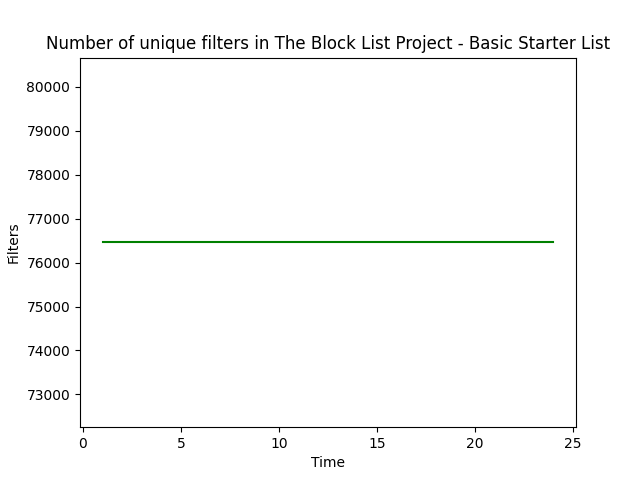 Number of unique filters in The Block List Project - Basic Starter List
80000
79000
78000
77000
76000
75000
74000
73000
Filters
0 5 10 15 20 25
Time